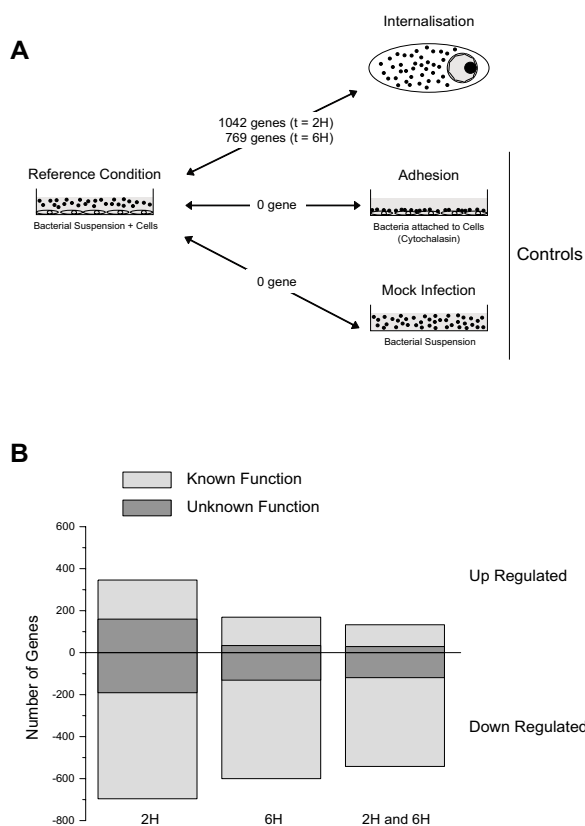 A
Internalisation
1042 genes (t = 2H)
769 genes (t = 6H)
Reference Condition
Bacterial Suspension + Cells
0 gene
Adhesion
Bacteria attached to Cells
(Cytochalasin)
Controls
0 gene
Mock Infection
Bacterial Suspension
B
Known Function
Unknown Function
Number of Genes
600
400
200
0
-200
-400
-600
-800
Up Regulated
Down Regulated
2H
6H
2H and 6H